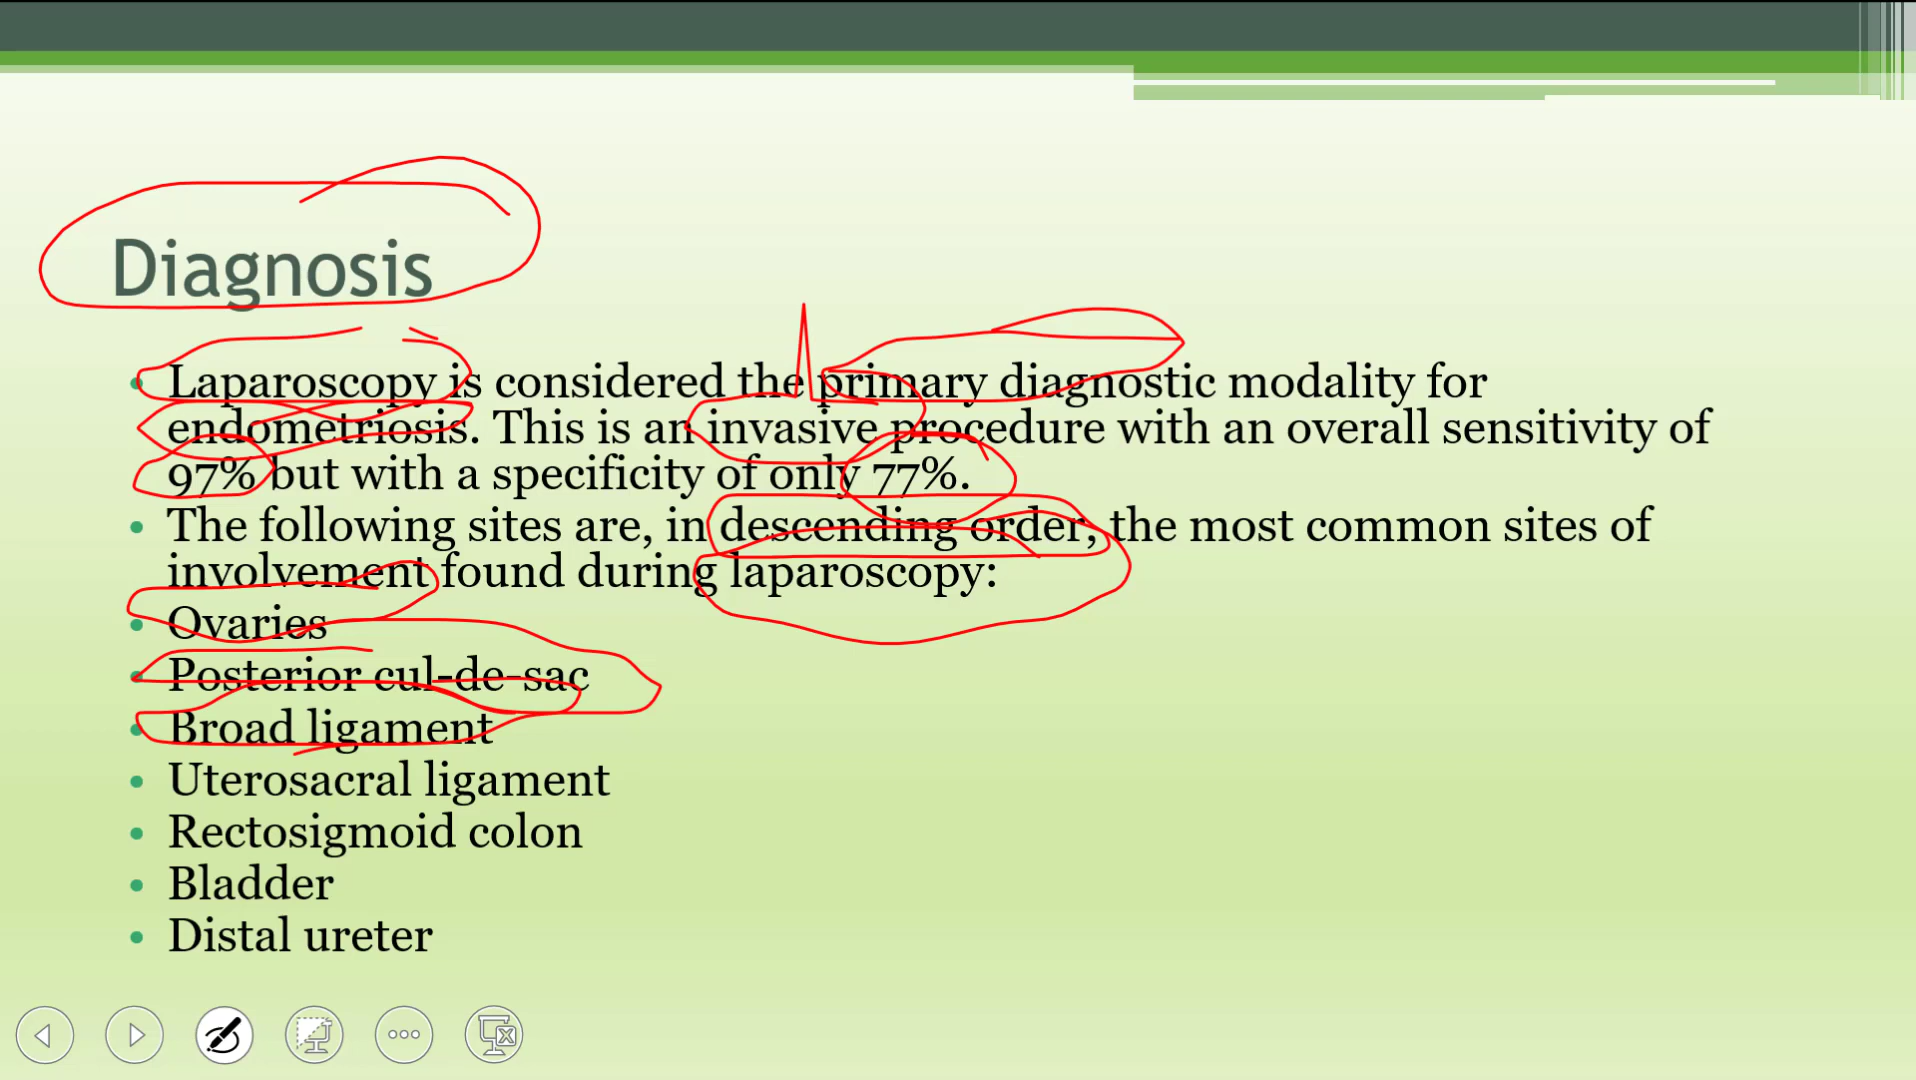 Diagnosis
• Laparoscopy is considered the primary diagnostic modality for
endometriosis. This is an invasive procedure with an overall sensitivity of
97% but with a specificity of only 77%.
• The following sites are, in descending order, the most common sites of
involvement found during laparoscopy:
• Ovaries
• Posterior cul-de-sac
• Broad ligament
• Uterosacral ligament
• Rectosigmoid colon
• Bladder
• Distal ureter